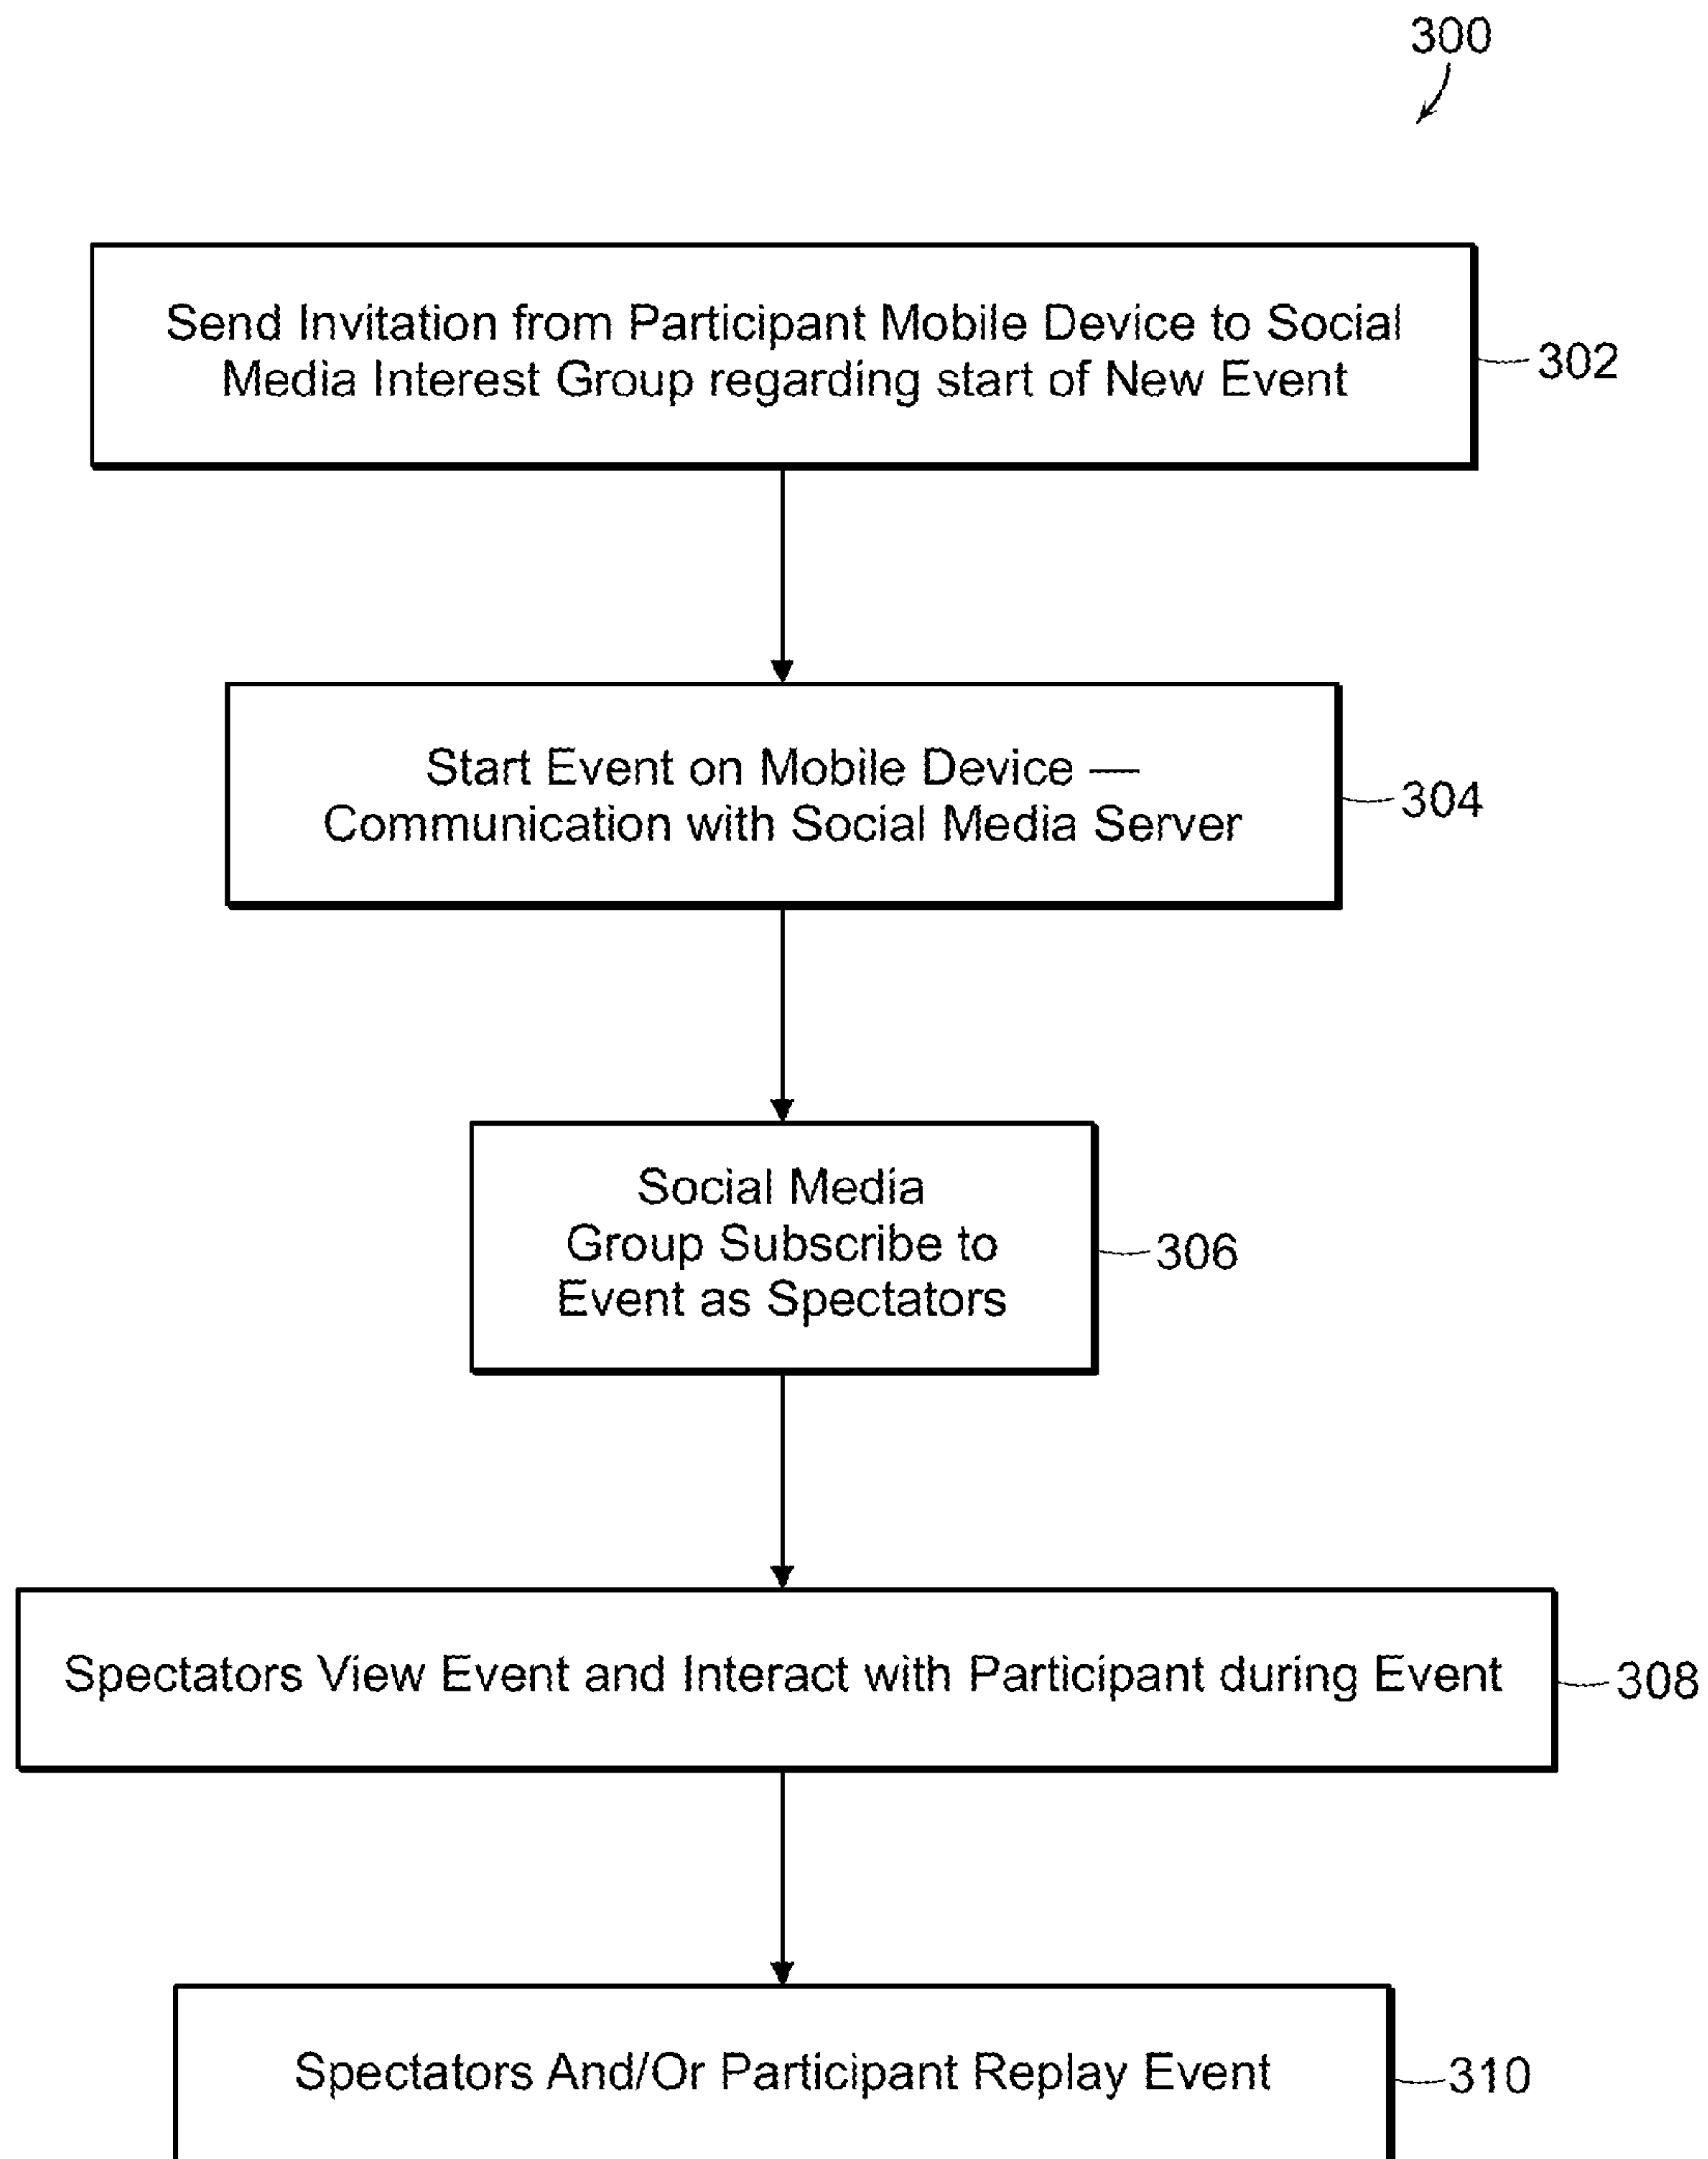 300
Send Invitation from Participant Mobile Device to Social
Media Interest Group regarding start of New Event
302
Start Event on Mobile Device —
Communication with Social Media Server
304
Social Media
Group Subscribe to
Event as Spectators
306
Spectators View Event and Interact with Participant during Event
308
Spectators And/Or Participant Replay Event
310